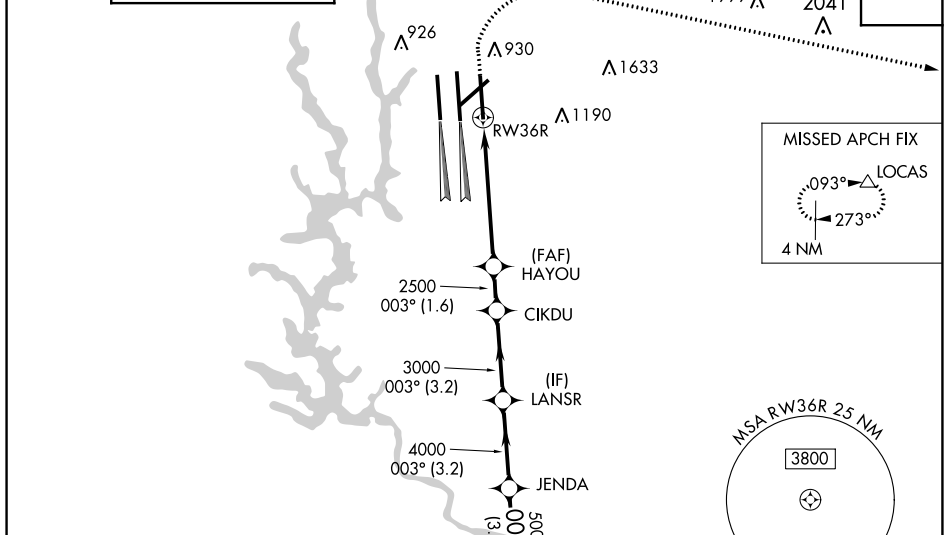 926
930
2041
1633
1190
RW36R
MISSED APCH FIX
LOCAS
093°
273°
4 NM
(FAF)
HAYOU
2500
003° (1.6)
CIKDU
3000
003° (3.2)
(IF)
LANSR
4000
003° (3.2)
JENDA
MSA RW36R 25 NM
3800